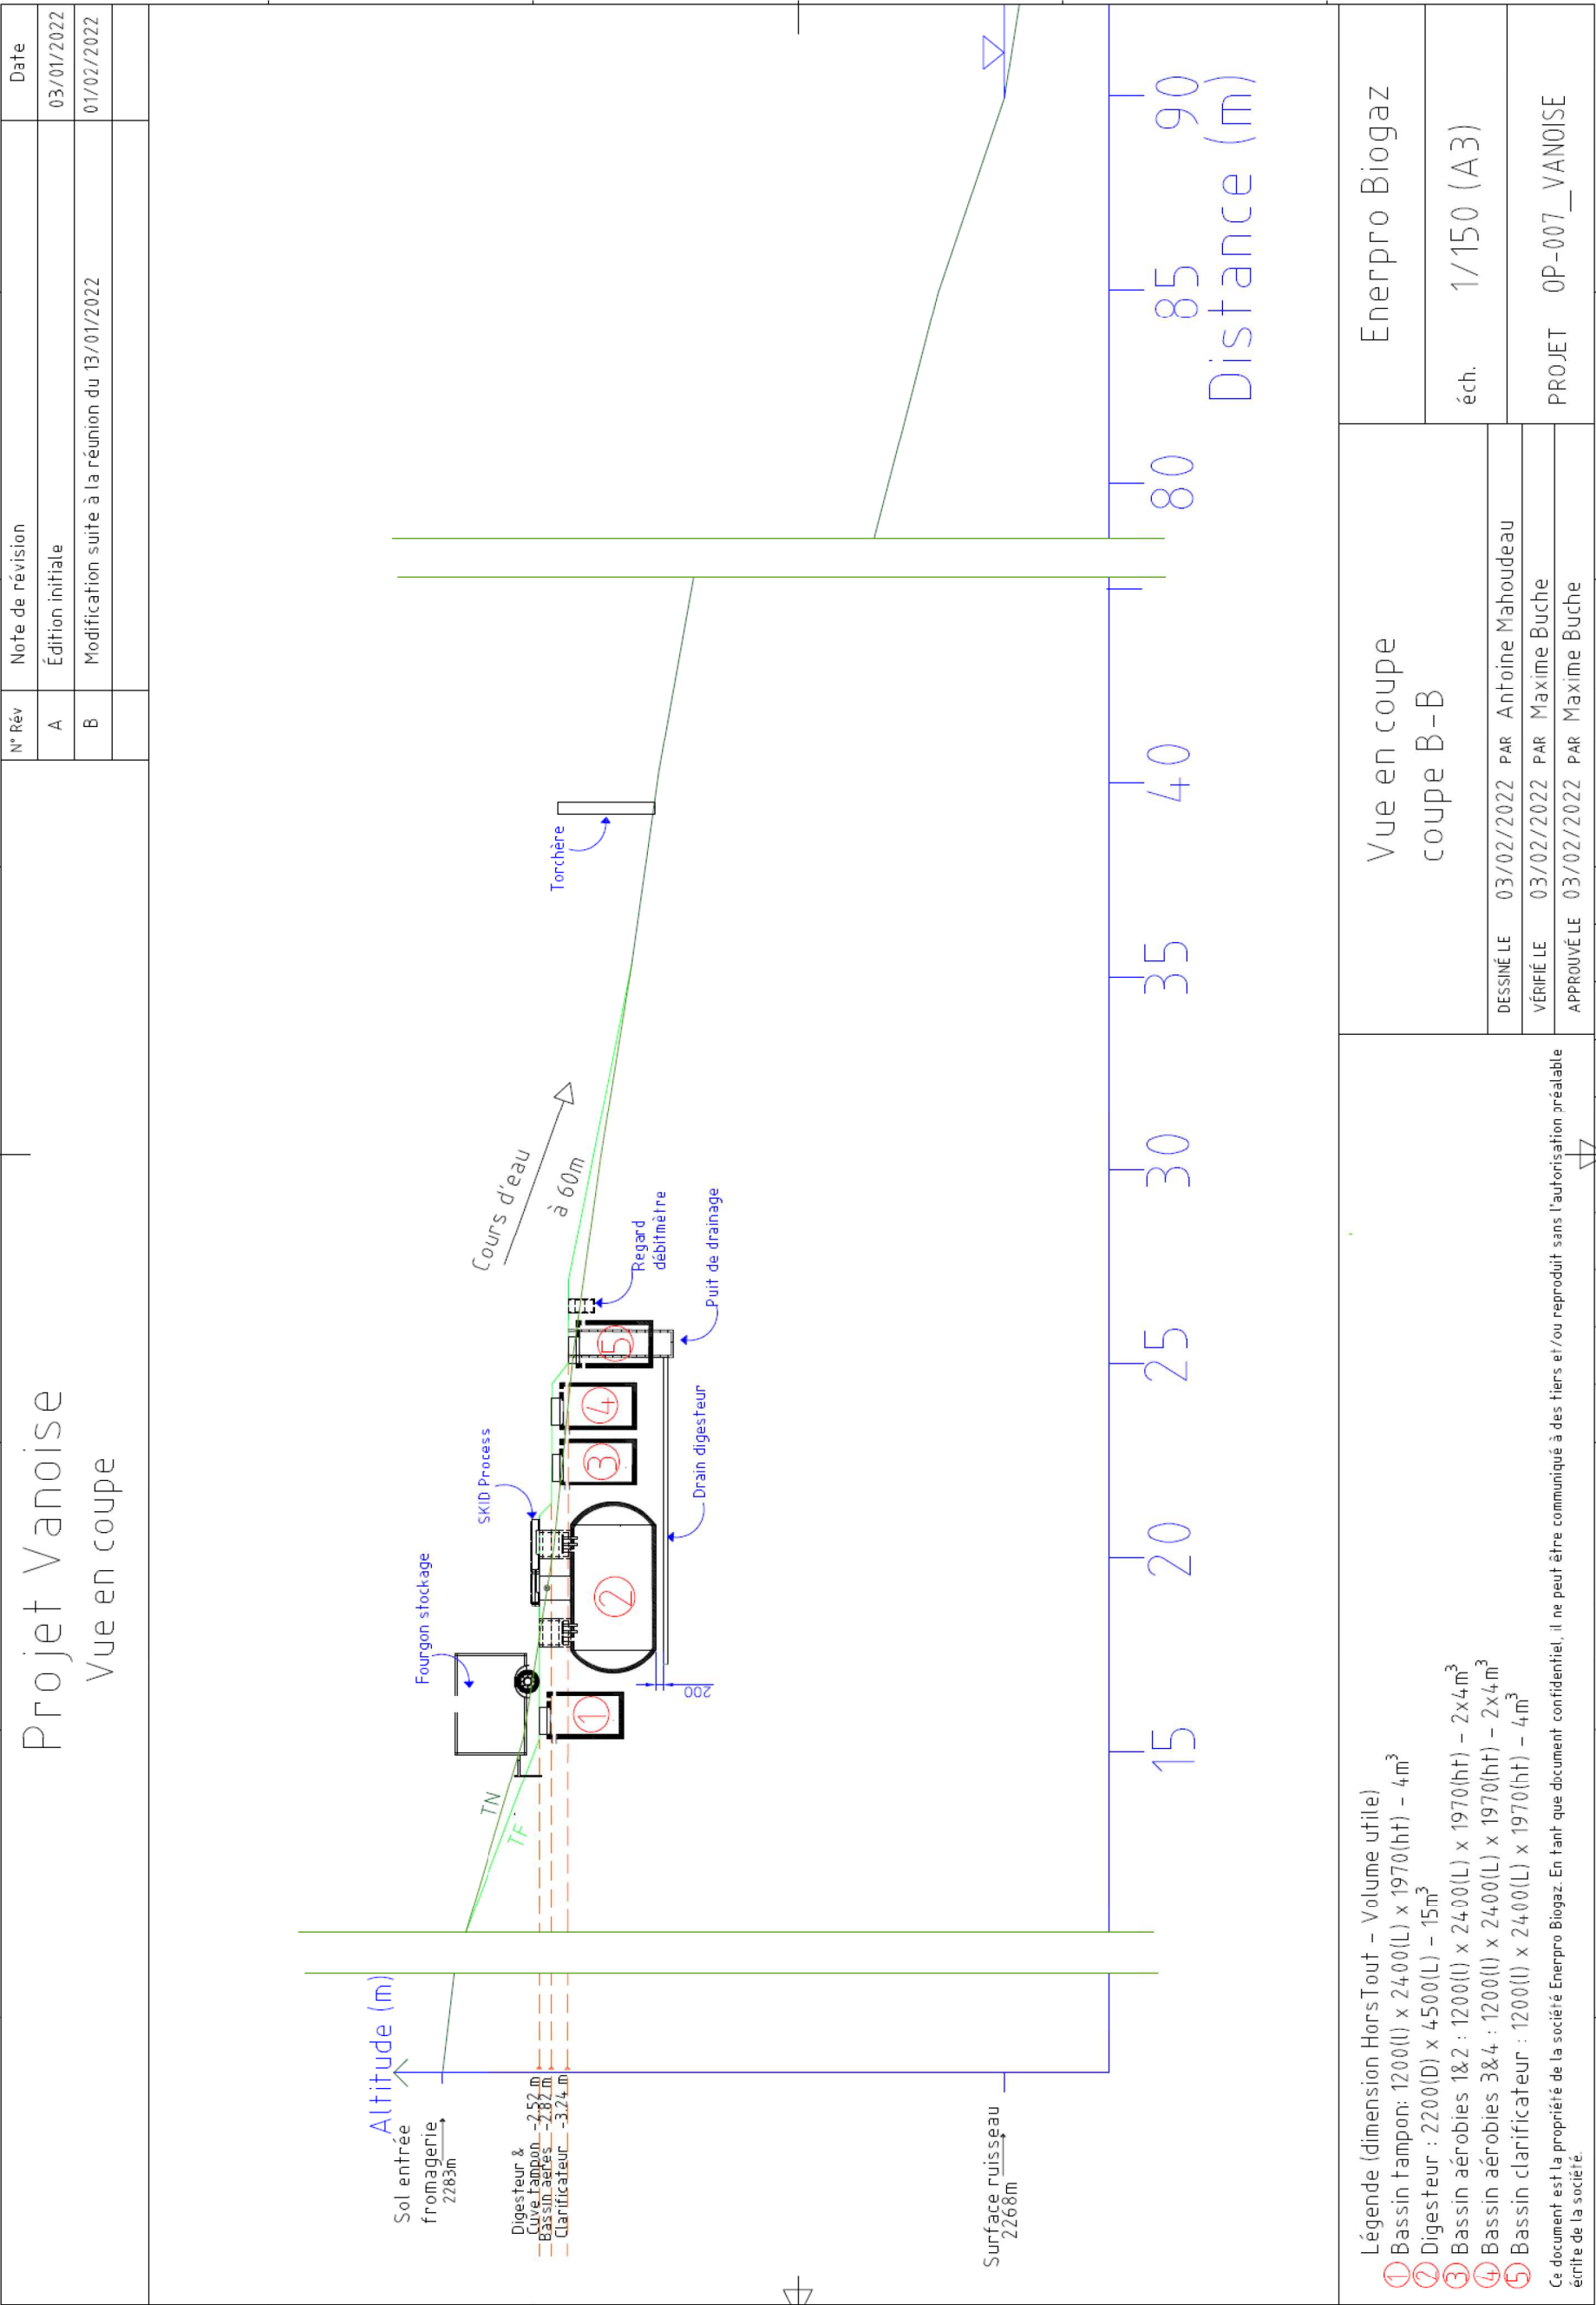 Projet Vanoise
Vue en coupe
N° Rév
Note de révision
Date
A
Édition initiale
03/01/2022
B
Modification suite à la réunion du 13/01/2022
01/02/2022
Altitude (m)
Sol entrée
fromagerie
2283m
Digesteur &
Cuve tampon -2.52 m
Bassin aérés -2.82 m
Clarificateur -3.24 m
Surface ruisseau
2268m
TN
TF
Fourgon stockage
SKID Process
Cours d'eau
à 60m
Regard
débitmètre
Puit de drainage
Drain digesteur
200
Torchère
1
2
3
4
5
15
20
25
30
35
40
80
85
90
Distance (m)
Légende (dimension HorsTout - Volume utile)
1 Bassin tampon: 1200(l) x 2400(L) x 1970(ht) - 4m³
2 Digesteur : 2200(D) x 4500(L) - 15m³
3 Bassin aérobies 1&2 : 1200(l) x 2400(L) x 1970(ht) - 2x4m³
4 Bassin aérobies 3&4 : 1200(l) x 2400(L) x 1970(ht) - 2x4m³
5 Bassin clarificateur : 1200(l) x 2400(L) x 1970(ht) - 4m³
Ce document est la propriété de la société Enerpro Biogaz. En tant que document confidentiel, il ne peut être communiqué à des tiers et/ou reproduit sans l'autorisation préalable
écrite de la société.
Vue en coupe
coupe B-B
DESSINÉ LE 03/02/2022 PAR Antoine Mahoudeau
VÉRIFIÉ LE 03/02/2022 PAR Maxime Buche
APPROUVÉ LE 03/02/2022 PAR Maxime Buche
Enerpro Biogaz
éch. 1/150 (A3)
PROJET OP-007_VANOISE